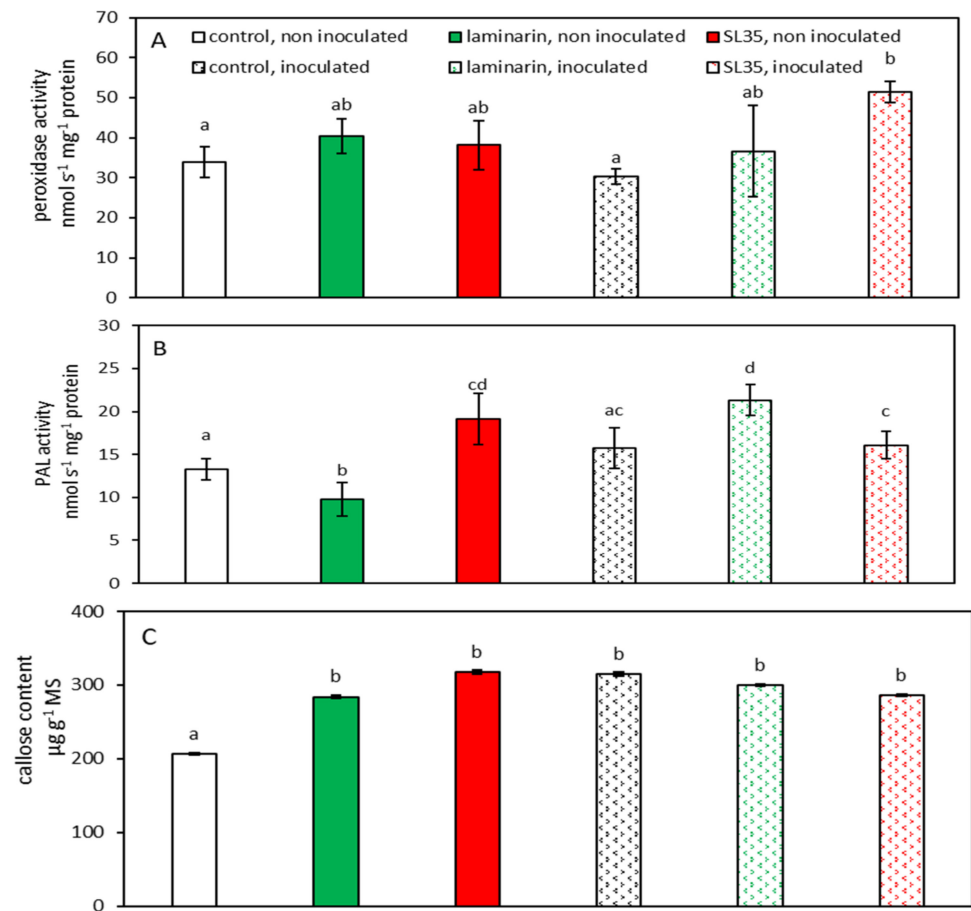 A
control, non inoculated
laminarin, non inoculated
SL35, non inoculated
control, inoculated
laminarin, inoculated
SL35, inoculated
peroxidase activity
nmol s⁻¹ mg⁻¹ protein
70
60
50
40
30
20
10
0
a
ab
ab
a
ab
b
B
PAL activity
nmol s⁻¹ mg⁻¹ protein
30
25
20
15
10
5
0
a
b
cd
ac
d
c
C
callose content
µg g⁻¹ MS
400
300
200
100
0
a
b
b
b
b
b